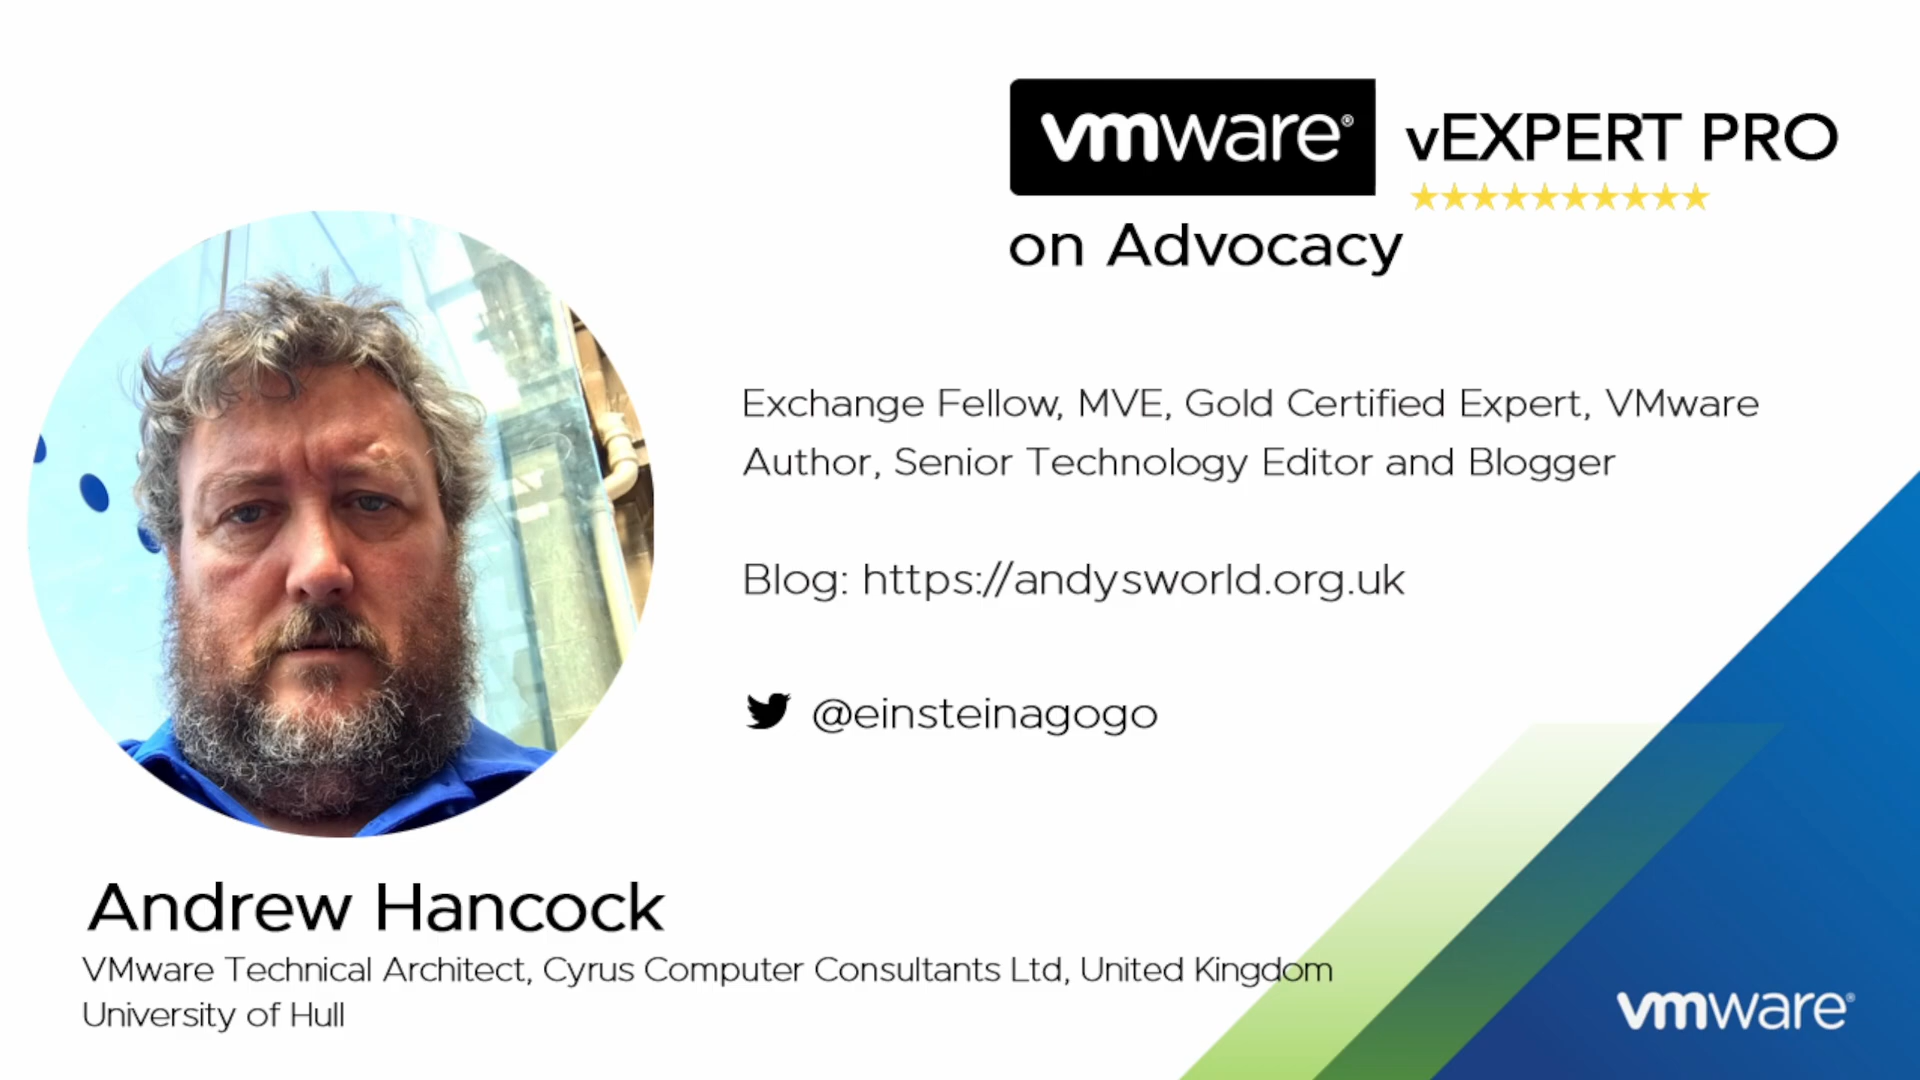 vmware® vEXPERT PRO
on Advocacy
Exchange Fellow, MVE, Gold Certified Expert, VMware
Author, Senior Technology Editor and Blogger
Blog: https://andysworld.org.uk
@einsteinagogo
Andrew Hancock
VMware Technical Architect, Cyrus Computer Consultants Ltd, United Kingdom
University of Hull
vmware®